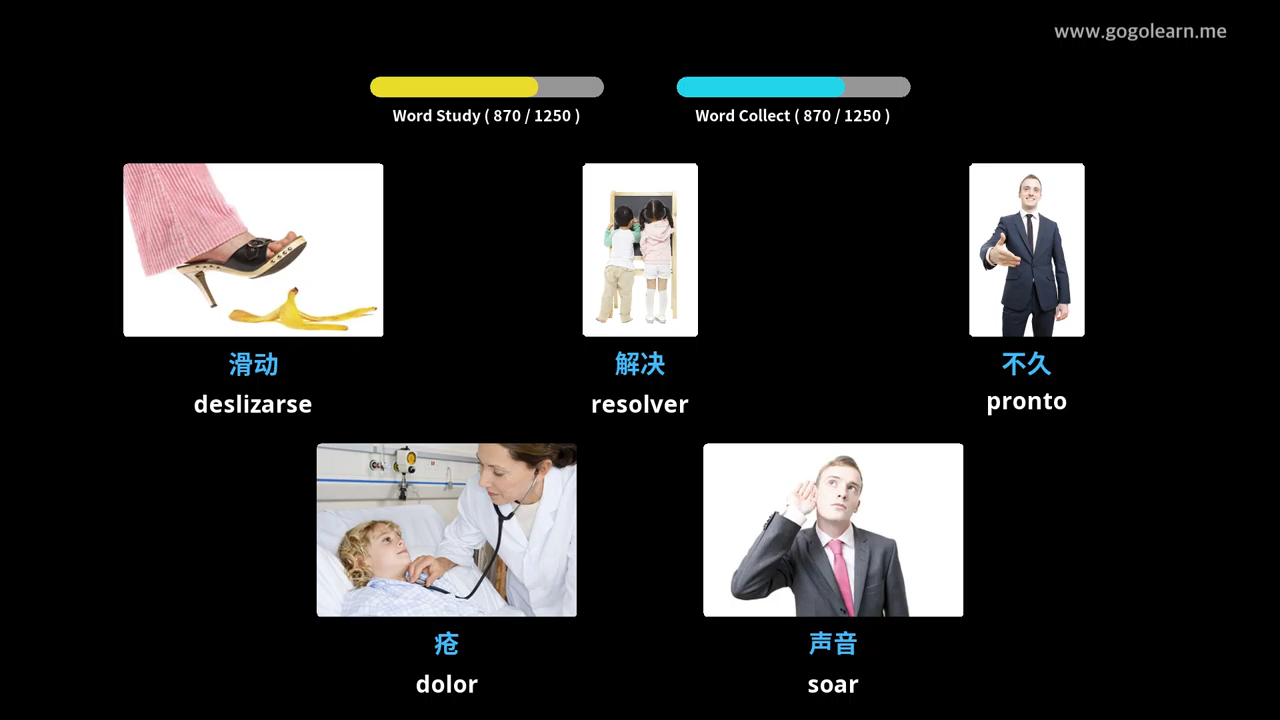 www.gogolearn.me
Word Study ( 870 / 1250 )
Word Collect ( 870 / 1250 )
滑动
解决
不久
deslizarse
resolver
pronto
疮
声音
dolor
soar